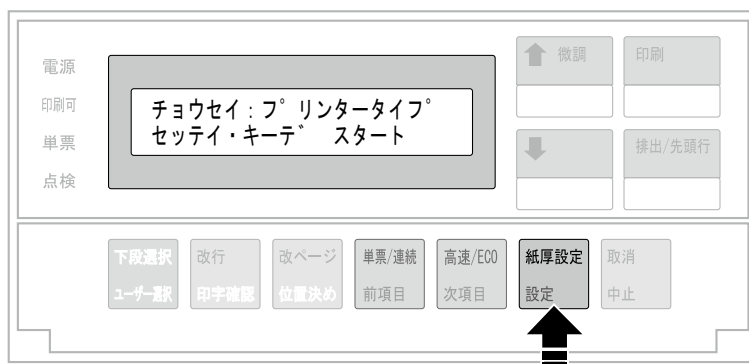 電源
印刷可
単票
点検
チョウセイ:プリンタータイプ
セッテイ・キーデ スタート
微調
印刷
排出/先頭行
下段選択
ユーザー選択
改行
印字確認
改ページ
位置決め
単票/連続
前項目
高速/ECO
次項目
紙厚設定
設定
取消
中止